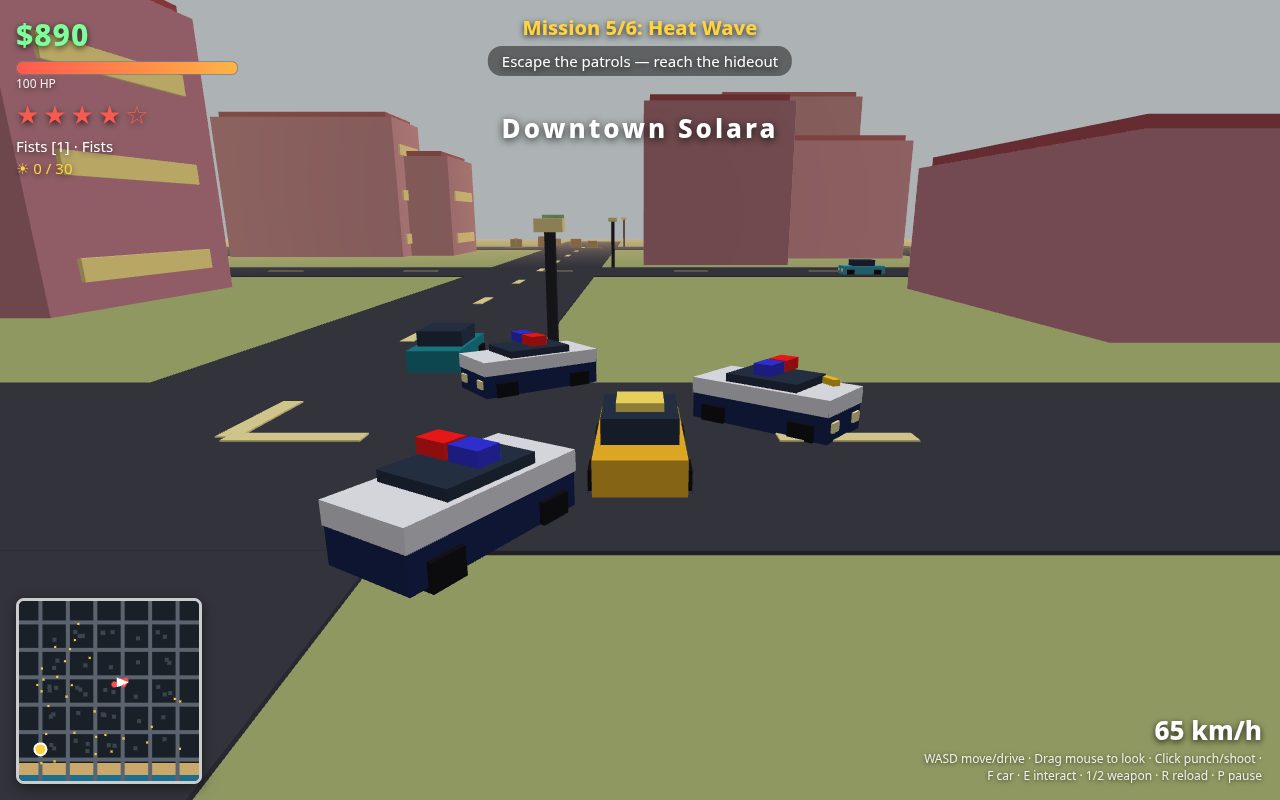 $890
100 HP
★ ★ ★ ★ ☆
Fists [1] · Fists
☀ 0 / 30
Mission 5/6: Heat Wave
Escape the patrols — reach the hideout
Downtown Solara
65 km/h
WASD move/drive · Drag mouse to look · Click punch/shoot ·
F car · E interact · 1/2 weapon · R reload · P pause